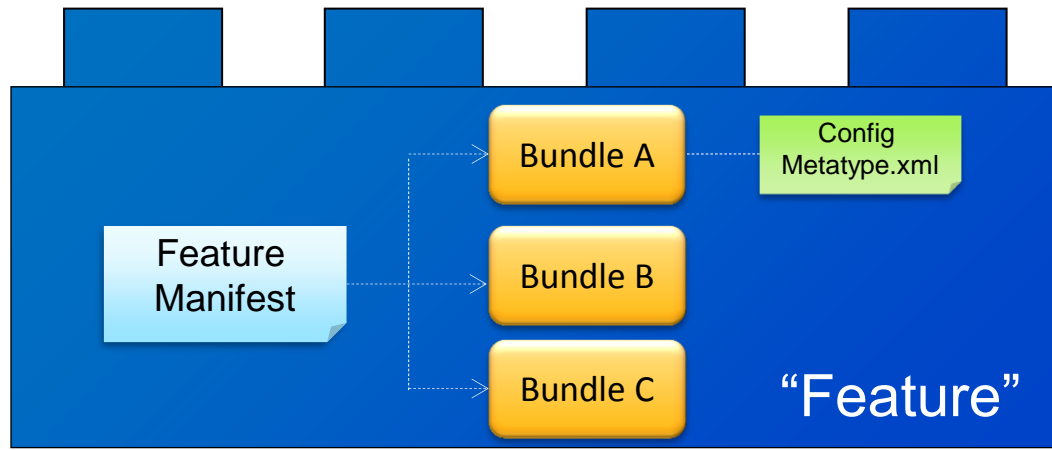 Feature
Manifest
Bundle A
Config
Metatype.xml
Bundle B
Bundle C
“Feature”